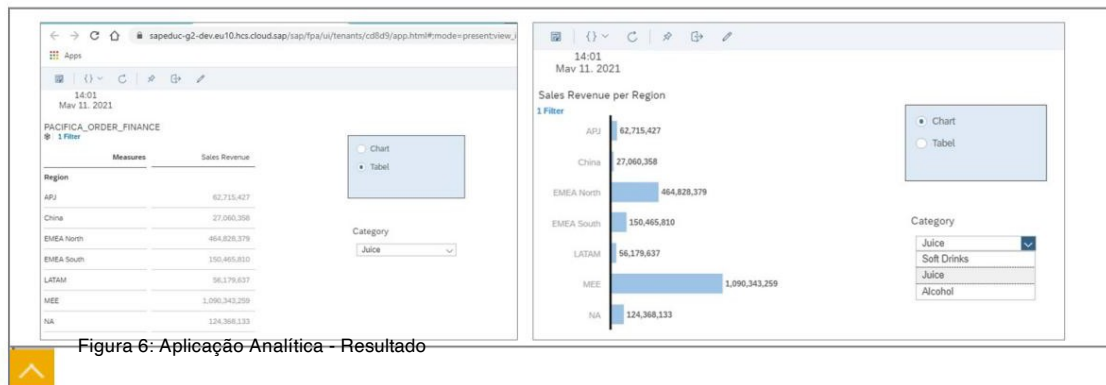 sapeduc-g2-dev.eu10.hcs.cloud.sap/sap/fpa/ui/tenants/cd8d9/app.html#;mode=present;view_i
Apps
14:01
May 11, 2021
PACIFICA_ORDER_FINANCE
1 Filter
Measures Sales Revenue
Region
APJ 62,715,427
China 27,060,358
EMEA North 464,828,379
EMEA South 150,465,810
LATAM 56,179,637
MEE 1,090,343,259
NA 124,368,133
Chart
Tabel
Category
Juice
14:01
May 11, 2021
Sales Revenue per Region
1 Filter
APJ 62,715,427
China 27,060,358
EMEA North 464,828,379
EMEA South 150,465,810
LATAM 56,179,637
MEE 1,090,343,259
NA 124,368,133
Chart
Tabel
Category
Juice
Soft Drinks
Juice
Alcohol
Figura 6: Aplicação Analítica - Resultado